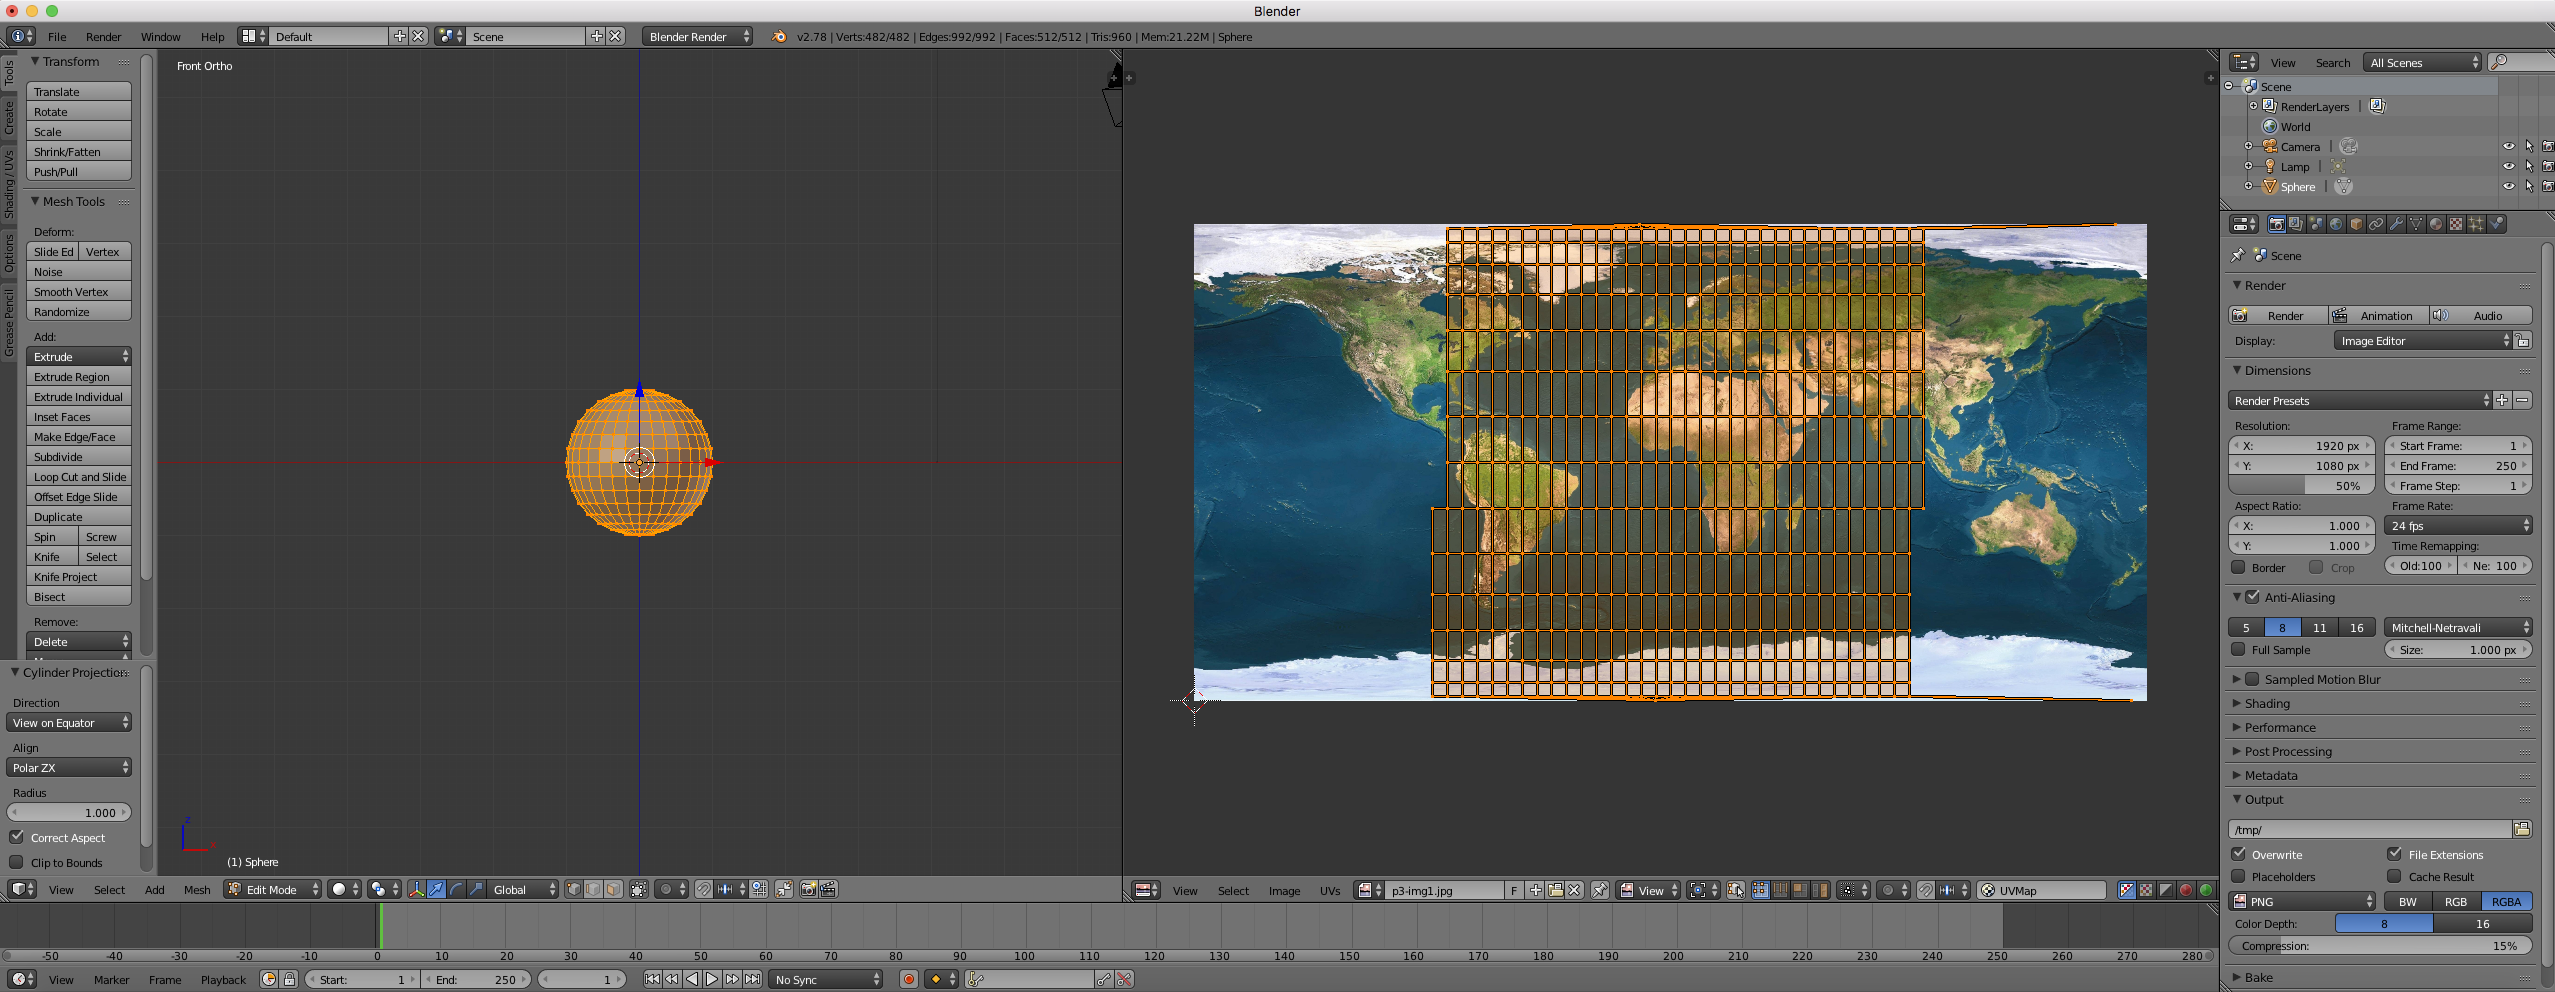 Blender
File Render Window Help Default Scene Blender Render v2.78 | Verts:482/482 | Edges:992/992 | Faces:512/512 | Tris:960 | Mem:21.22M | Sphere
Tools
Create
Shading / UVs
Options
Grease Pencil
Transform
Translate
Rotate
Scale
Shrink/Fatten
Push/Pull
Mesh Tools
Deform:
Slide Ed Vertex
Noise
Smooth Vertex
Randomize
Add:
Extrude
Extrude Region
Extrude Individual
Inset Faces
Make Edge/Face
Subdivide
Loop Cut and Slide
Offset Edge Slide
Duplicate
Spin Screw
Knife Select
Knife Project
Bisect
Remove:
Delete
Cylinder Projection
Direction
View on Equator
Align
Polar ZX
Radius
1.000
Correct Aspect
Clip to Bounds
Front Ortho
z
x
(1) Sphere
View Select Add Mesh Edit Mode Global
View Select Image UVs p3-img1.jpg F View UVMap
View Search All Scenes
Scene
RenderLayers |
World
Camera |
Lamp |
Sphere |
Scene
Render
Render Animation Audio
Display: Image Editor
Dimensions
Render Presets
Resolution: Frame Range:
X: 1920 px Start Frame: 1
Y: 1080 px End Frame: 250
50% Frame Step: 1
Aspect Ratio: Frame Rate:
X: 1.000 24 fps
Y: 1.000 Time Remapping:
Border Crop Old:100 Ne: 100
Anti-Aliasing
5 8 11 16 Mitchell-Netravali
Full Sample Size: 1.000 px
Sampled Motion Blur
Shading
Performance
Post Processing
Metadata
Output
/tmp/
Overwrite File Extensions
Placeholders Cache Result
PNG BW RGB RGBA
Color Depth: 8 16
Compression: 15%
Bake
-50 -40 -30 -20 -10 0 10 20 30 40 50 60 70 80 90 100 110 120 130 140 150 160 170 180 190 200 210 220 230 240 250 260 270 280
View Marker Frame Playback Start: 1 End: 250 1 No Sync